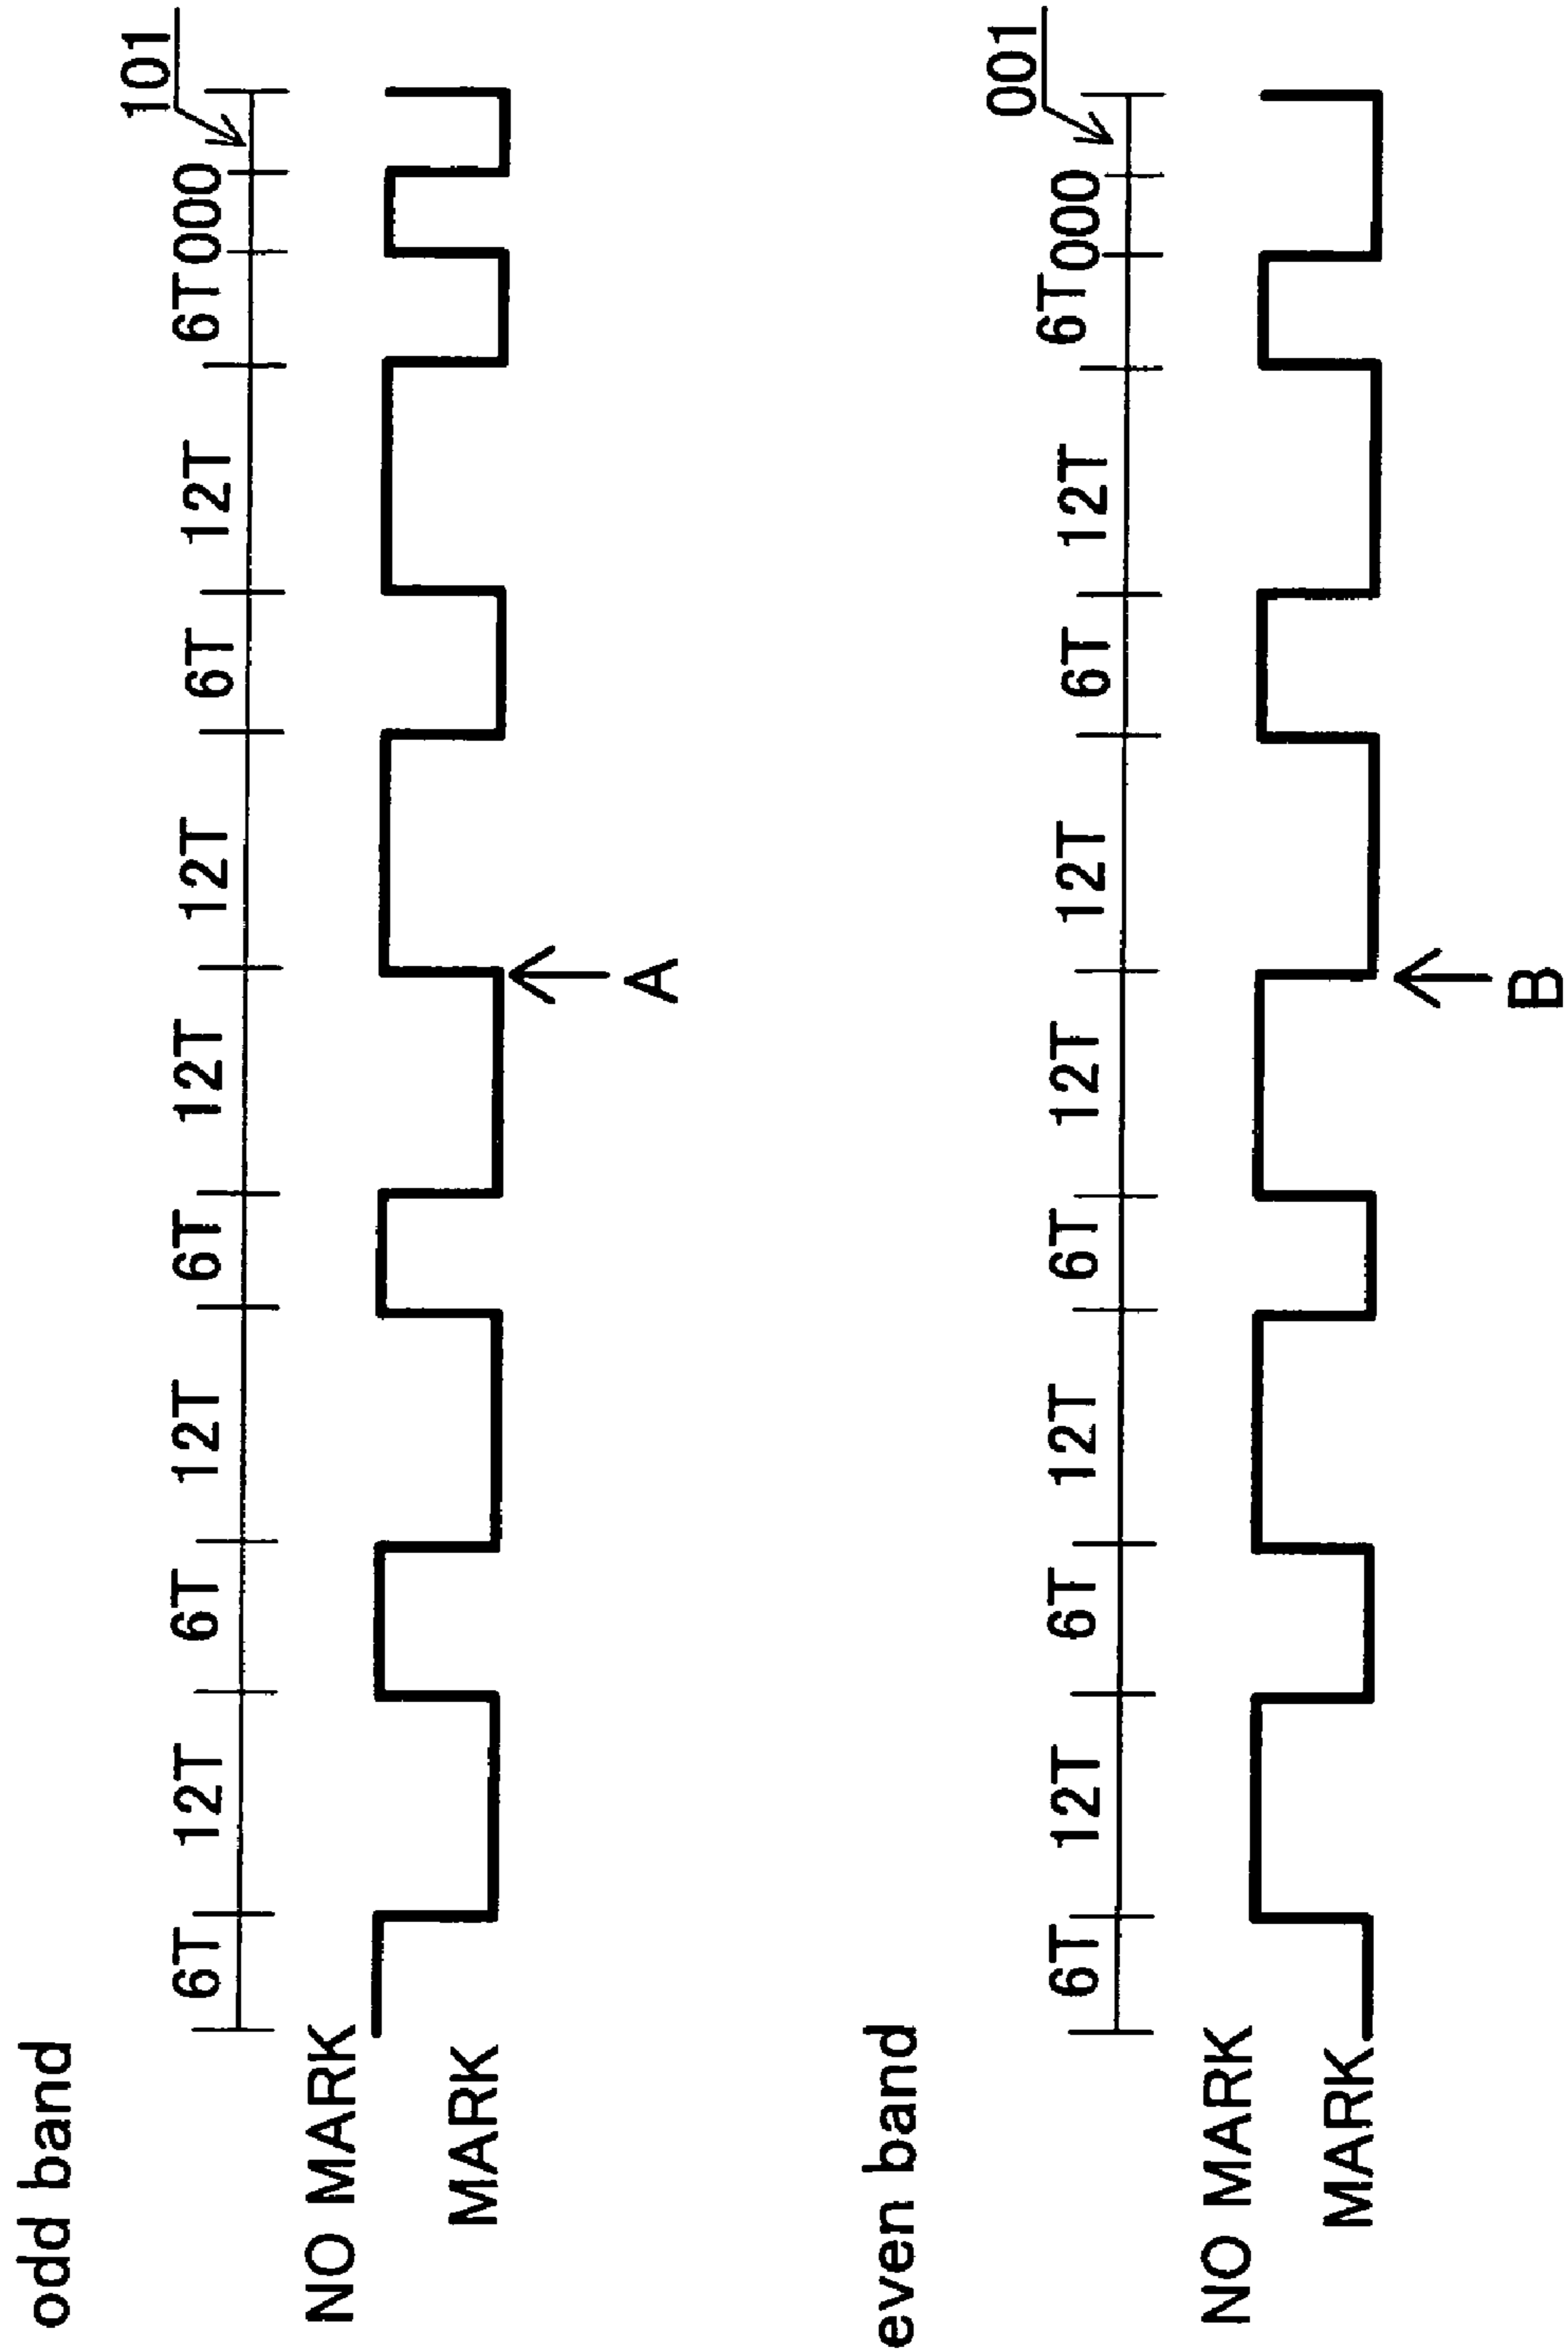 odd band
6T 12T 6T 12T 6T 12T 12T 6T 12T 6T 000 101
NO MARK
MARK
A
even band
6T 12T 6T 12T 6T 12T 12T 6T 12T 6T 000 001
NO MARK
MARK
B